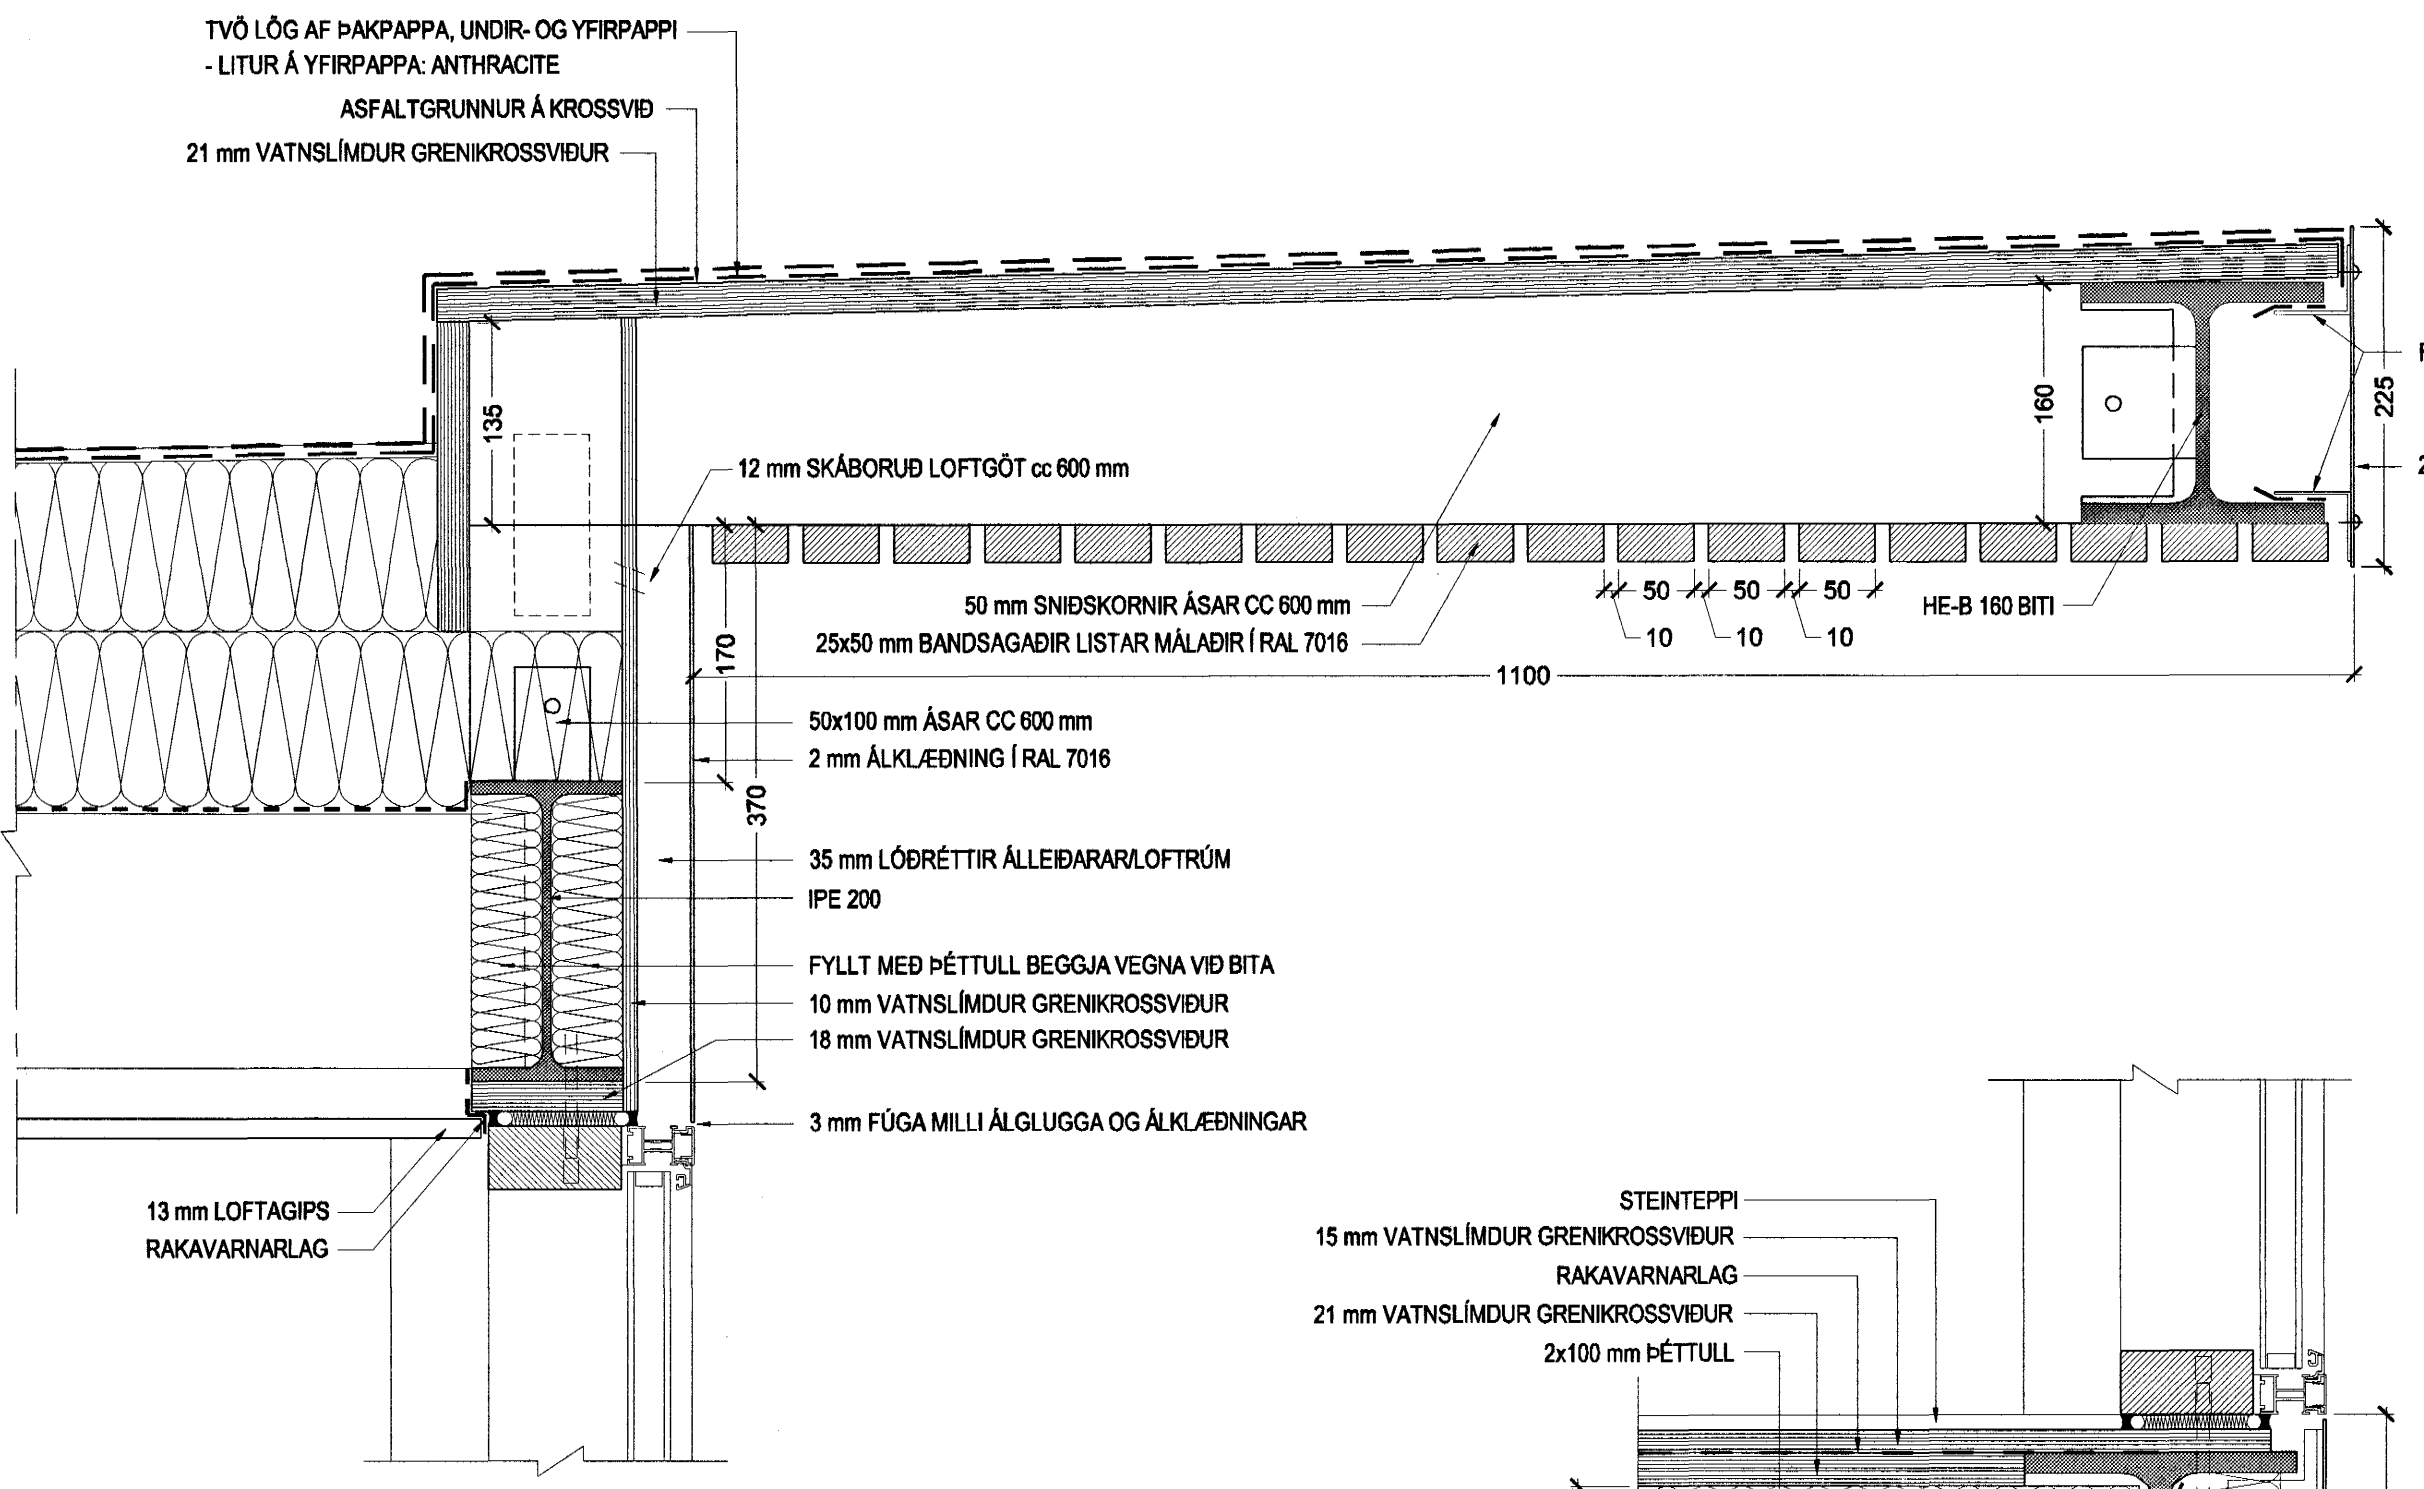 TVÖ LÖG AF ÞAKPAPPA, UNDIR- OG YFIRPAPPI
- LITUR Á YFIRPAPPA: ANTHRACITE
ASFALTGRUNNUR Á KROSSVIÐ
21 mm VATNSLÍMDUR GRENIKROSSVIÐUR
135
160
225
12 mm SKÁBORUÐ LOFTGÖT cc 600 mm
50 mm SNIÐSKORNIR ÁSAR CC 600 mm
25x50 mm BANDSAGAÐIR LISTAR MÁLAÐIR Í RAL 7016
50
50
50
10
10
10
HE-B 160 BITI
170
1100
50x100 mm ÁSAR CC 600 mm
2 mm ÁLKLÆÐNING Í RAL 7016
370
35 mm LÓÐRÉTTIR ÁLLEIÐARAR/LOFTRÚM
IPE 200
FYLLT MEÐ ÞÉTTULL BEGGJA VEGNA VIÐ BITA
10 mm VATNSLÍMDUR GRENIKROSSVIÐUR
18 mm VATNSLÍMDUR GRENIKROSSVIÐUR
3 mm FÚGA MILLI ÁLGLUGGA OG ÁLKLÆÐNINGAR
13 mm LOFTAGIPS
RAKAVARNARLAG
STEINTEPPI
15 mm VATNSLÍMDUR GRENIKROSSVIÐUR
RAKAVARNARLAG
21 mm VATNSLÍMDUR GRENIKROSSVIÐUR
2x100 mm ÞÉTTULL